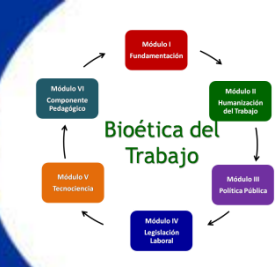 Módulo I
Fundamentación
Módulo VI
Componente
Pedagógico
Módulo II
Humanización
del Trabajo
Bioética del
Trabajo
Módulo V
Tecnociencia
Módulo III
Política Pública
Módulo IV
Legislación
Laboral